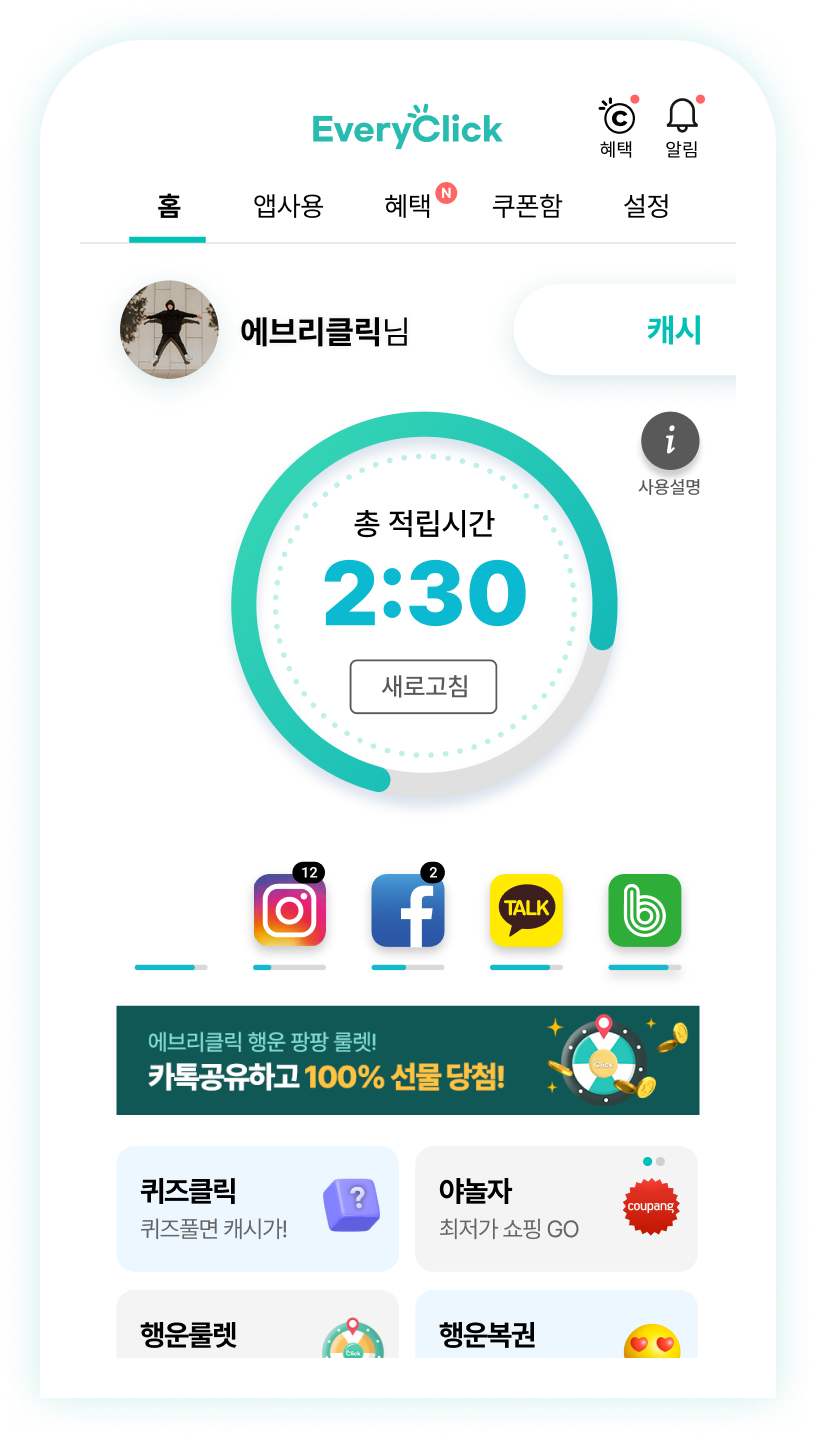 EveryClick
혜택
알림
홈
앱사용
혜택
N
쿠폰함
설정
에브리클릭님
캐시
i
사용설명
총 적립시간
2:30
새로고침
12
2
TALK
에브리클릭 행운 팡팡 룰렛!
카톡공유하고 100% 선물 당첨!
Click
퀴즈클릭
퀴즈풀면 캐시가!
?
야놀자
최저가 쇼핑 GO
coupang
행운룰렛
Click
행운복권